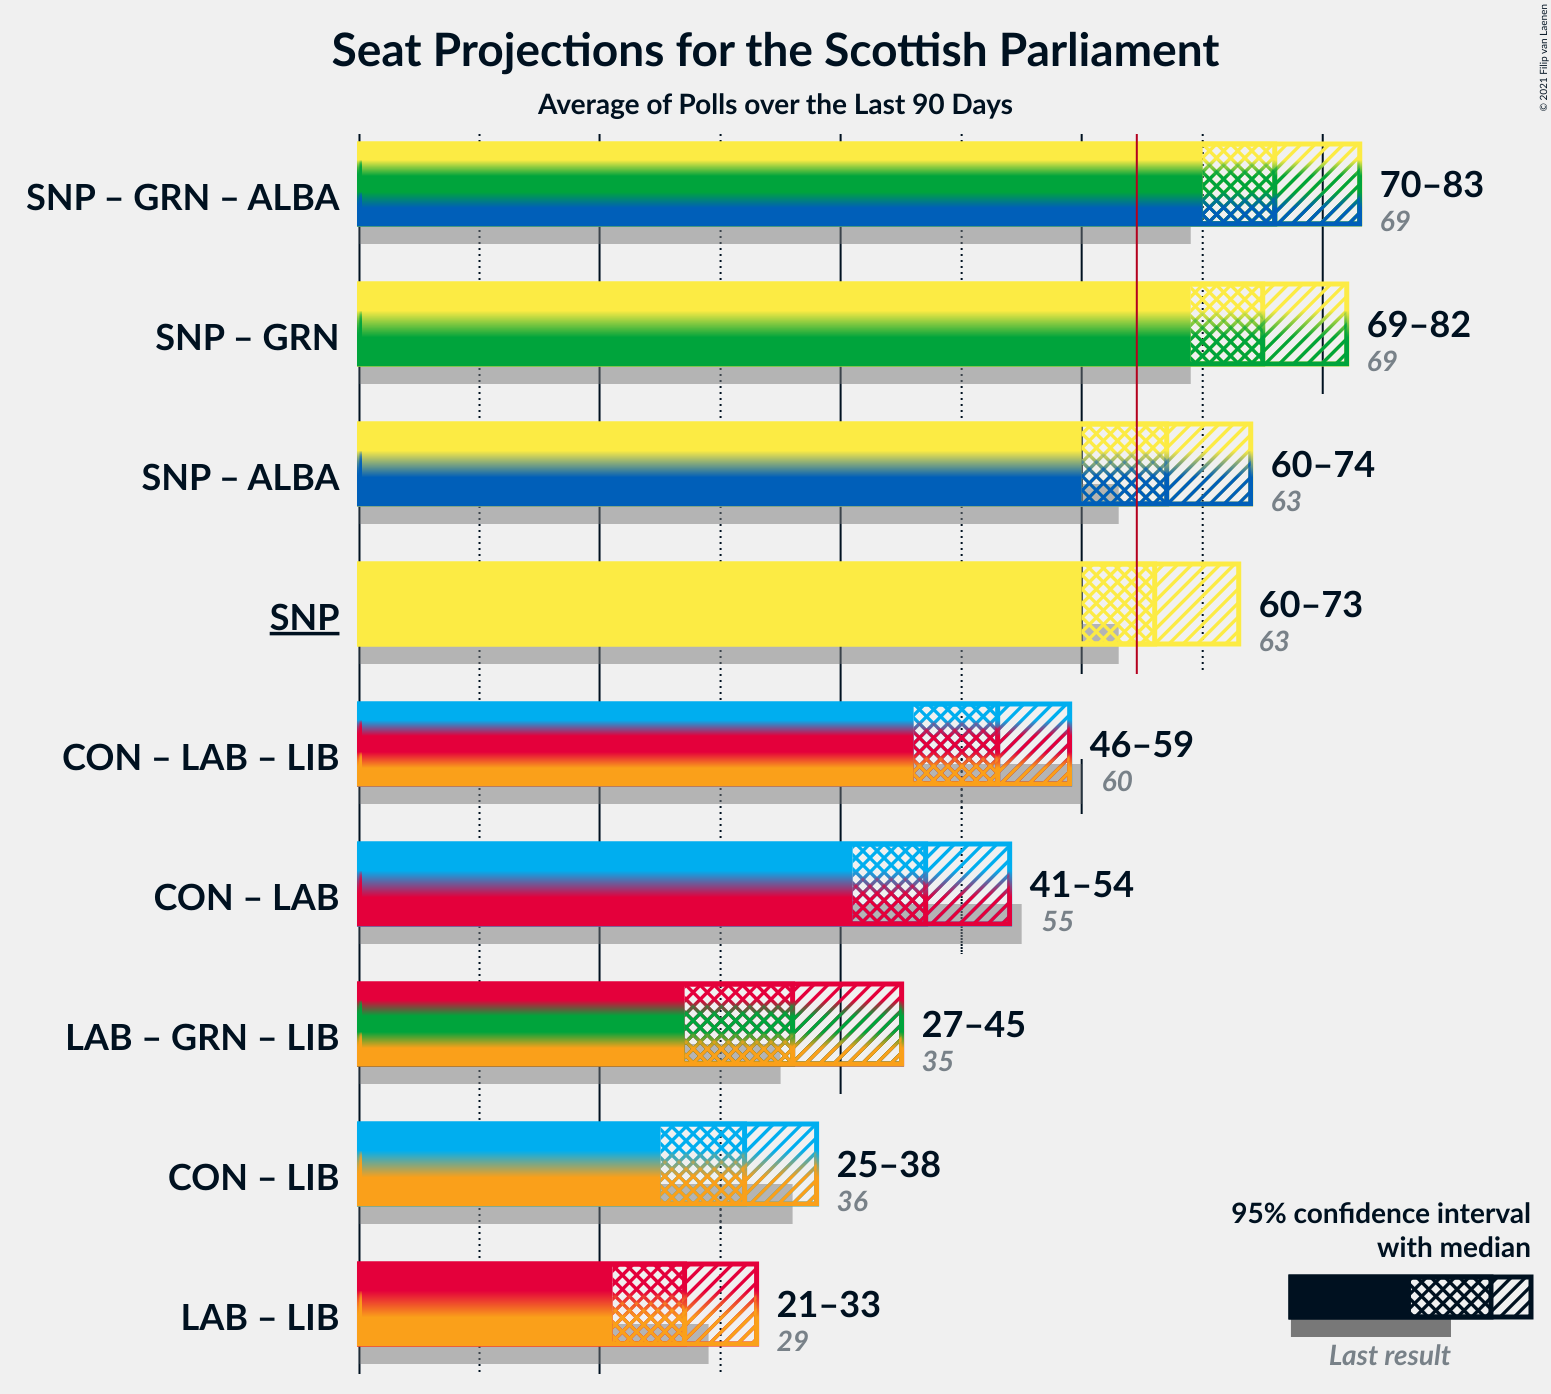 Seat Projections for the Scottish Parliament
Average of Polls over the Last 90 Days
© 2021 Filip van Laenen
SNP – GRN – ALBA
70–83
69
SNP – GRN
69–82
69
SNP – ALBA
60–74
63
SNP
60–73
63
CON – LAB – LIB
46–59
60
CON – LAB
41–54
55
LAB – GRN – LIB
27–45
35
CON – LIB
25–38
36
LAB – LIB
21–33
29
95% confidence interval
with median
Last result